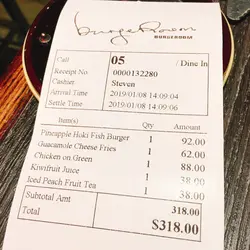 burgeroom
BURGEROOM
Call 05 / Dine In
Receipt No 0000132280
Cashier Steven
Arrival Time 2019/01/08 14:09:04
Settle Time 2019/01/08 14:09:06
Item(s) Qty Amount
Pineapple Hoki Fish Burger 1 92.00
Guacamole Cheese Fries 1 62.00
Chicken on Green 1 88.00
Kiwifruit Juice 1 38.00
Iced Peach Fruit Tea 1 38.00
Subtotal Amt 318.00
Total $318.00